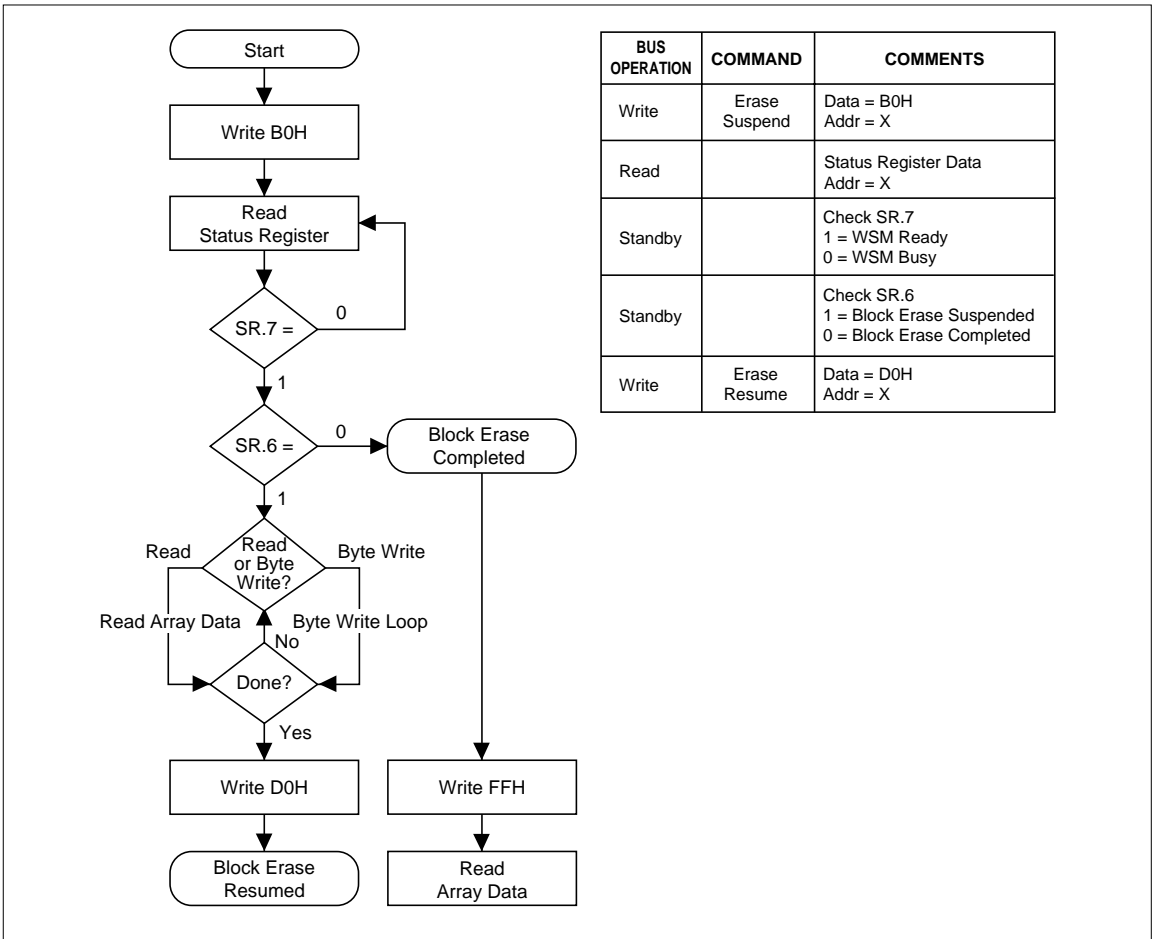 Start
Write B0H
Read
Status Register
SR.7 =
0
1
SR.6 =
0
Block Erase
Completed
1
Read
or Byte
Write?
Read
Byte Write
Read Array Data
Byte Write Loop
No
Done?
Yes
Write D0H
Write FFH
Block Erase
Resumed
Read
Array Data
BUS
OPERATION
COMMAND
COMMENTS
Write
Erase
Suspend
Data = B0H
Addr = X
Read
Status Register Data
Addr = X
Standby
Check SR.7
1 = WSM Ready
0 = WSM Busy
Standby
Check SR.6
1 = Block Erase Suspended
0 = Block Erase Completed
Write
Erase
Resume
Data = D0H
Addr = X